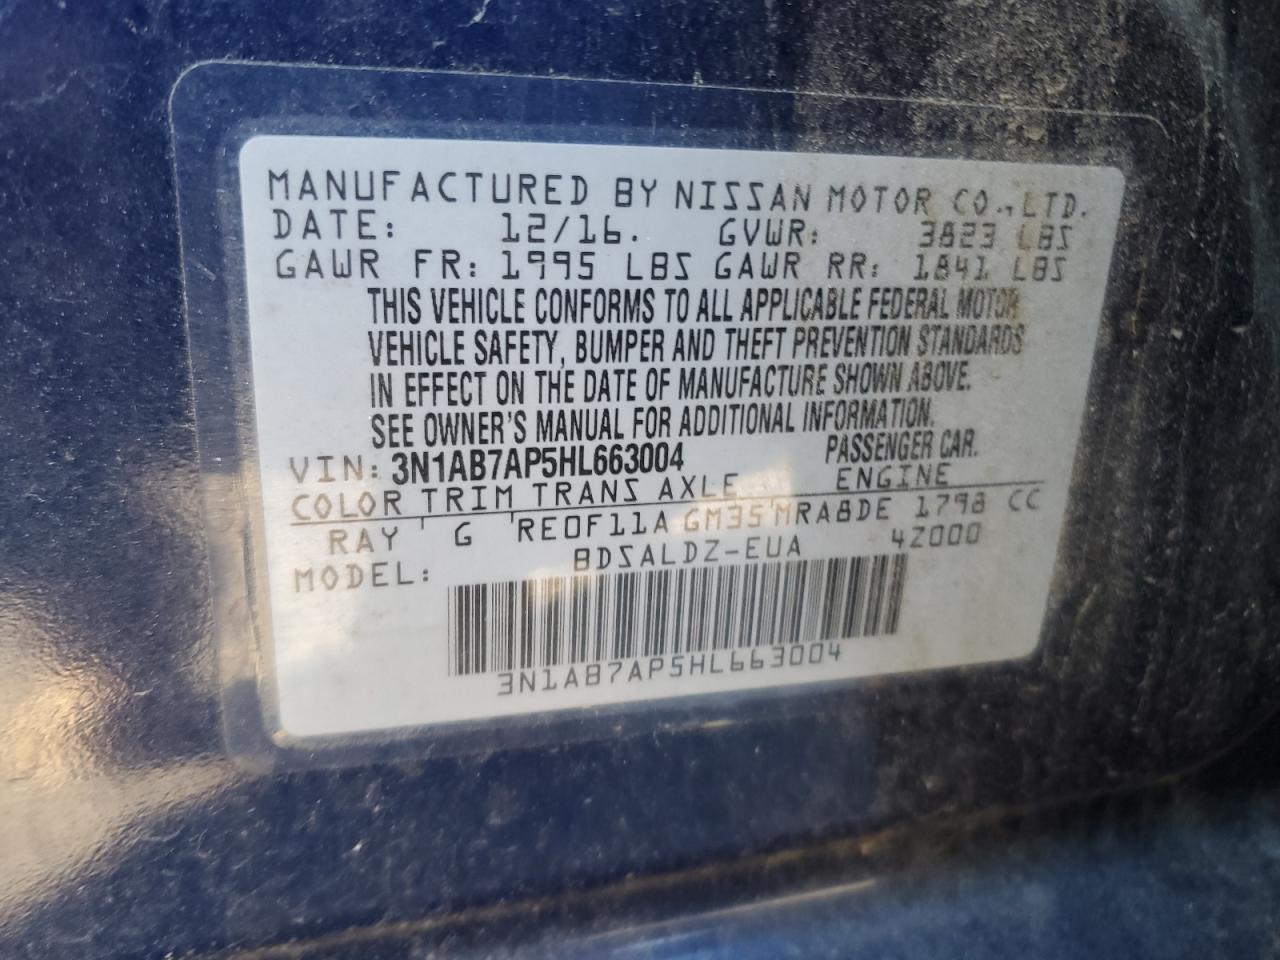 MANUFACTURED BY NISSAN MOTOR CO.,LTD.
DATE: 12/16. GVWR: 3823 LBS
GAWR FR: 1995 LBS GAWR RR: 1841 LBS
THIS VEHICLE CONFORMS TO ALL APPLICABLE FEDERAL MOTOR
VEHICLE SAFETY, BUMPER AND THEFT PREVENTION STANDARDS
IN EFFECT ON THE DATE OF MANUFACTURE SHOWN ABOVE.
SEE OWNER'S MANUAL FOR ADDITIONAL INFORMATION.
VIN: 3N1AB7AP5HL663004 PASSENGER CAR.
COLOR TRIM TRANS AXLE ENGINE
RAY ' G 'RE0F11A GM35'MRA8DE 1798 CC
MODEL: BDSALDZ-EUA 4Z000
3N1AB7AP5HL663004